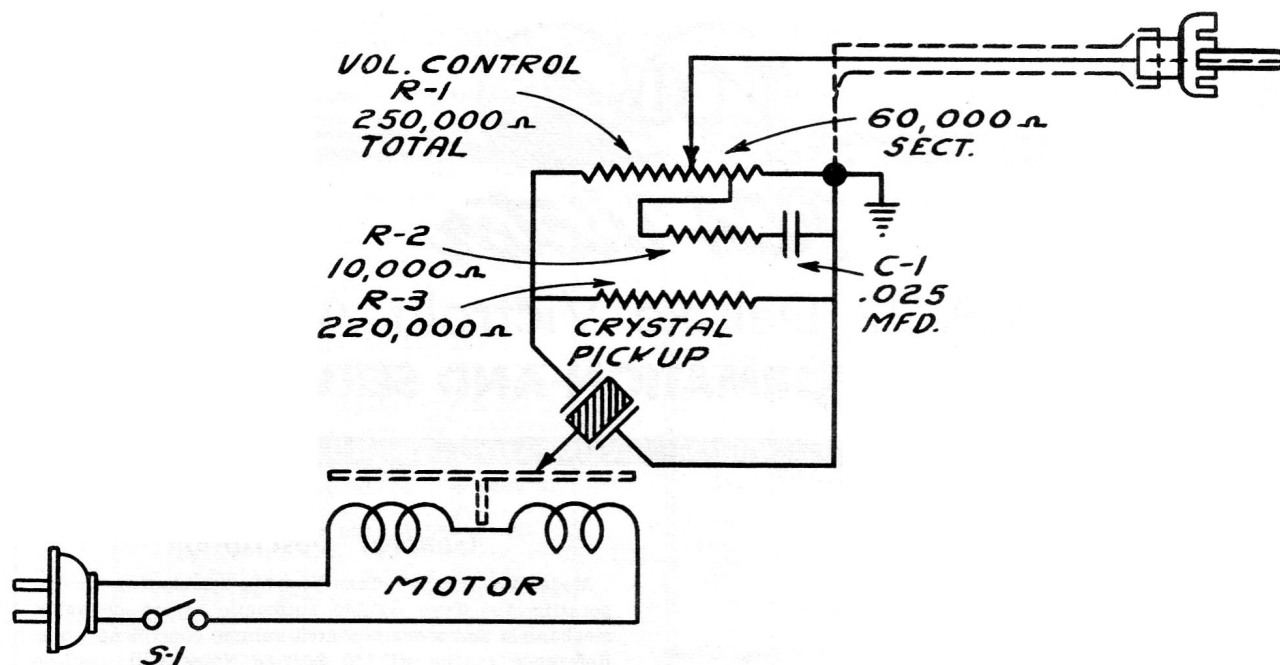 VOL. CONTROL
R-1
250,000 Ω
TOTAL
60,000 Ω
SECT.
R-2
10,000 Ω
R-3
220,000 Ω
C-1
.025
MFD.
CRYSTAL
PICKUP
MOTOR
S-1